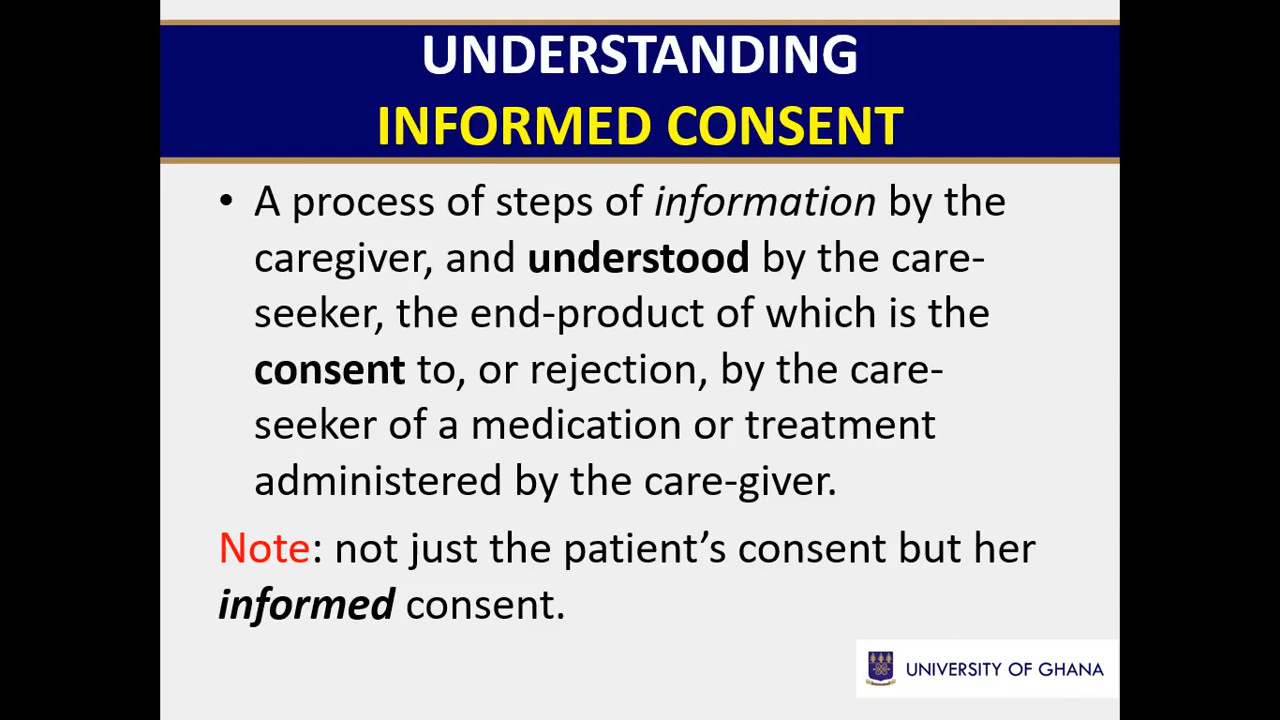 UNDERSTANDING
INFORMED CONSENT
• A process of steps of information by the
caregiver, and understood by the care-
seeker, the end-product of which is the
consent to, or rejection, by the care-
seeker of a medication or treatment
administered by the care-giver.
Note: not just the patient’s consent but her
informed consent.
UNIVERSITY OF GHANA